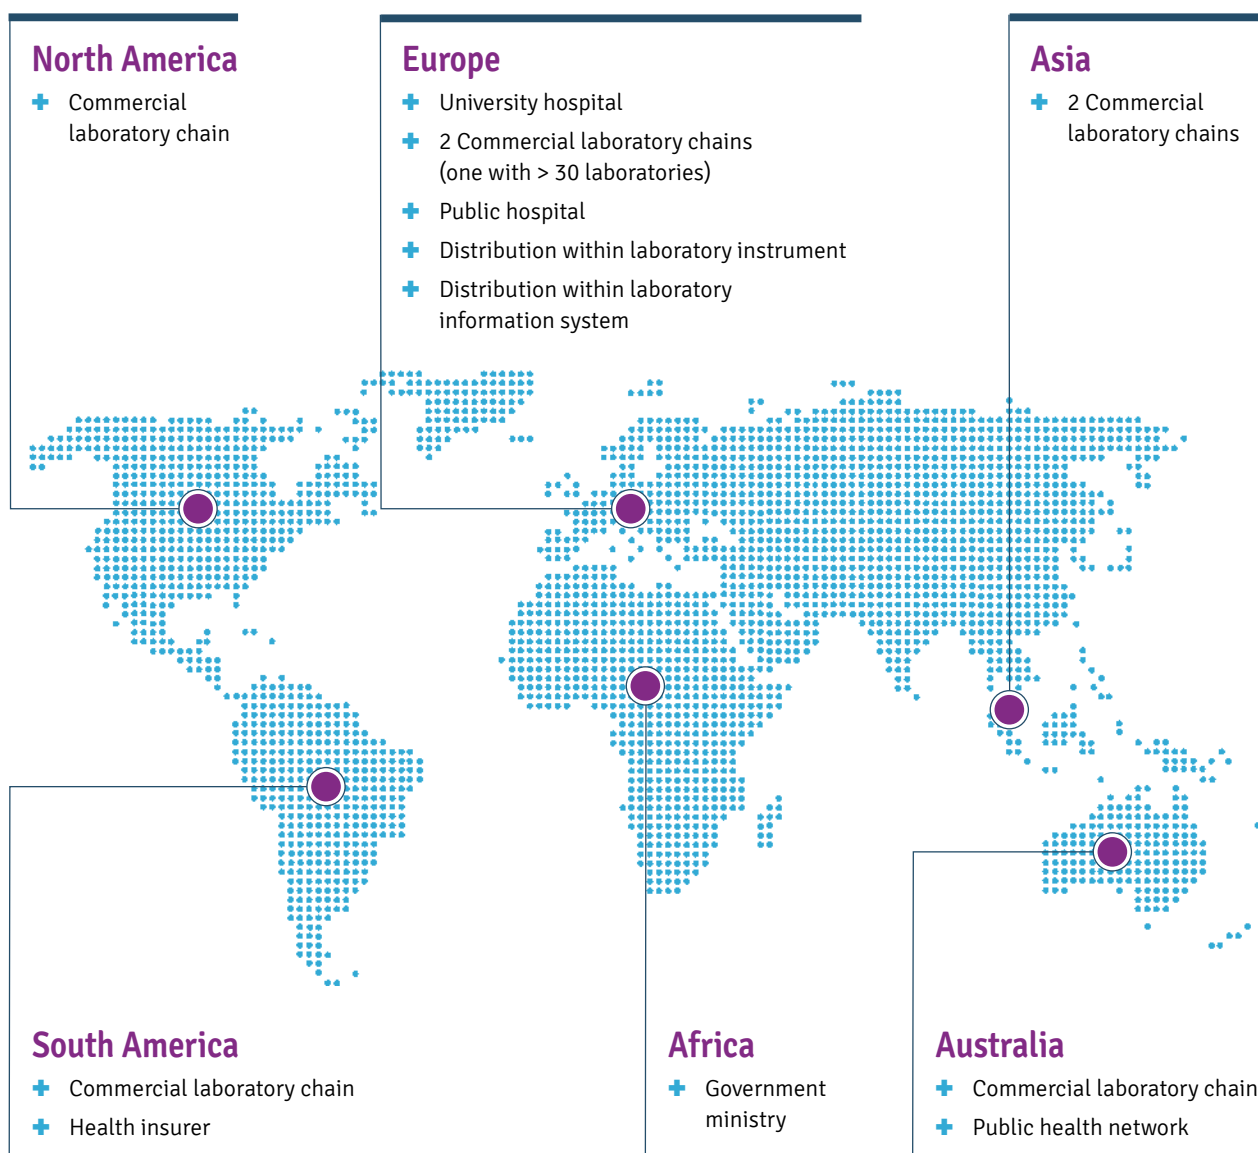 North America
Commercial
laboratory chain
Europe
University hospital
2 Commercial laboratory chains
(one with > 30 laboratories)
Public hospital
Distribution within laboratory instrument
Distribution within laboratory
information system
Asia
2 Commercial
laboratory chains
South America
Commercial laboratory chain
Health insurer
Africa
Government
ministry
Australia
Commercial laboratory chain
Public health network